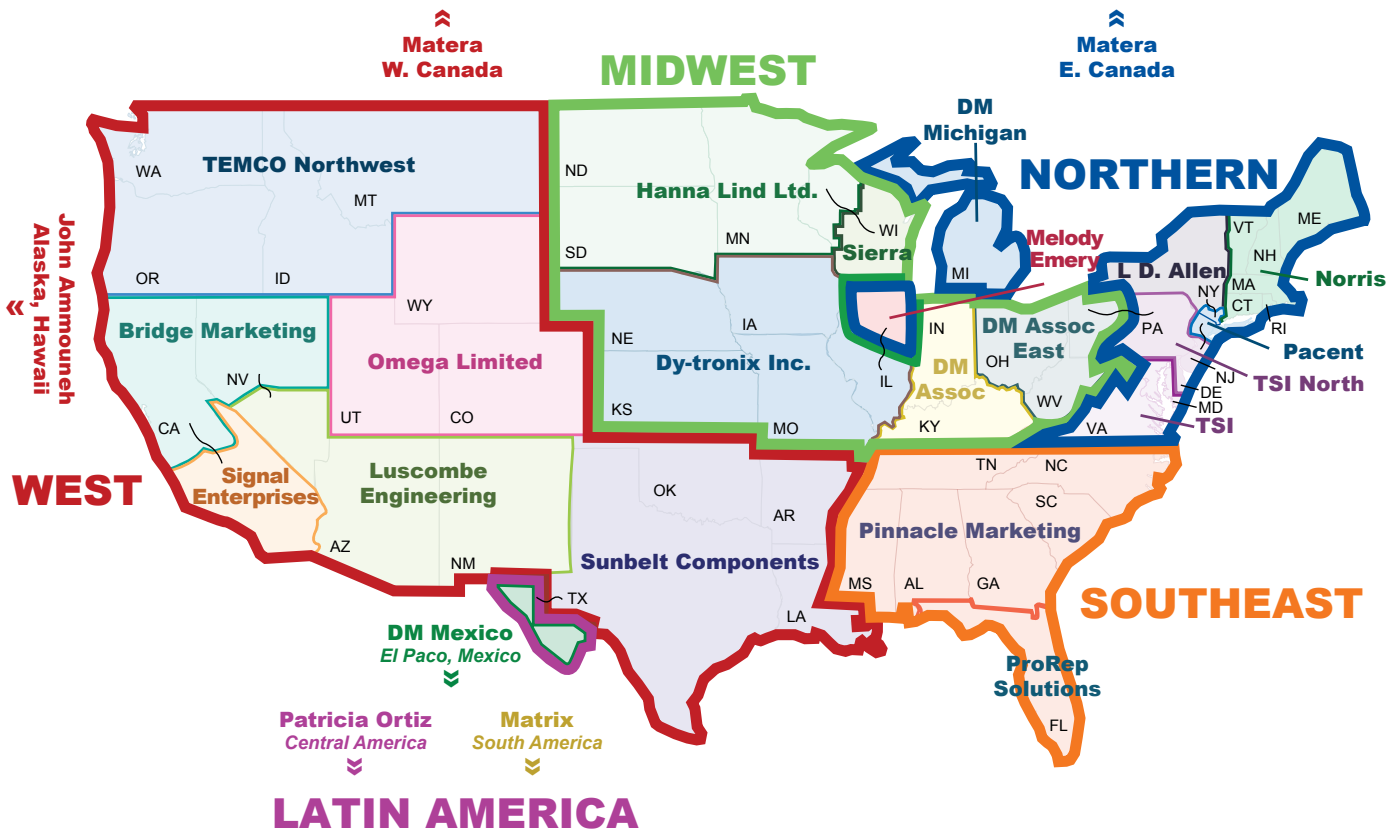 Matera
W. Canada
Matera
E. Canada
MIDWEST
DM
Michigan
NORTHERN
WA
TEMCO Northwest
MT
OR
ID
ND
Hanna Lind Ltd.
SD
MN
WI
Sierra
MI
Melody
Emery
L D. Allen
VT
ME
NH
MA
NY
CT
Norris
RI
Pacent
PA
TSI North
NJ
DE
MD
TSI
VA
John Ammouneh
Alaska, Hawaii
«
Bridge Marketing
NV
CA
WY
Omega Limited
UT
CO
NE
IA
Dy-tronix Inc.
KS
MO
IL
IN
DM
Assoc
KY
DM Assoc
East
OH
WV
WEST
Signal
Enterprises
Luscombe
Engineering
AZ
NM
OK
AR
Sunbelt Components
TX
LA
TN
NC
SC
Pinnacle Marketing
MS
AL
GA
SOUTHEAST
ProRep
Solutions
FL
DM Mexico
El Paco, Mexico
Patricia Ortiz
Central America
Matrix
South America
LATIN AMERICA